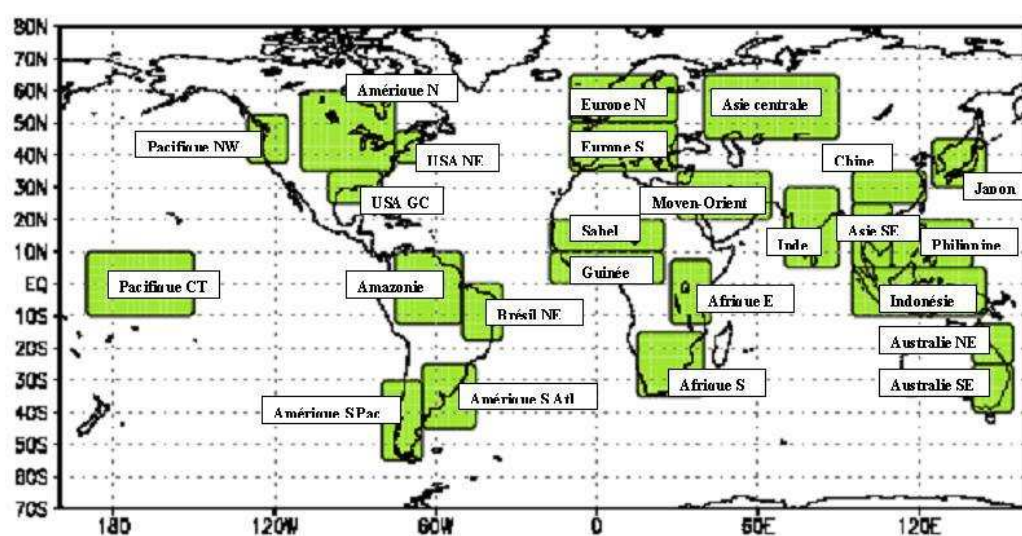 80N
70N
60N
50N
40N
30N
20N
10N
EQ
10S
20S
30S
40S
50S
60S
70S
Amérique N
Europe N
Asie centrale
Pacifique NW
USA NE
Europe S
Chine
Japon
USA GC
Moyen-Orient
Sahel
Inde
Asie SE
Philippine
Pacifique CT
Amazonie
Guinée
Brésil NE
Afrique E
Indonésie
Australie NE
Afrique S
Australie SE
Amérique S Pac
Amérique S Atl
180
120W
60W
0
60E
120E